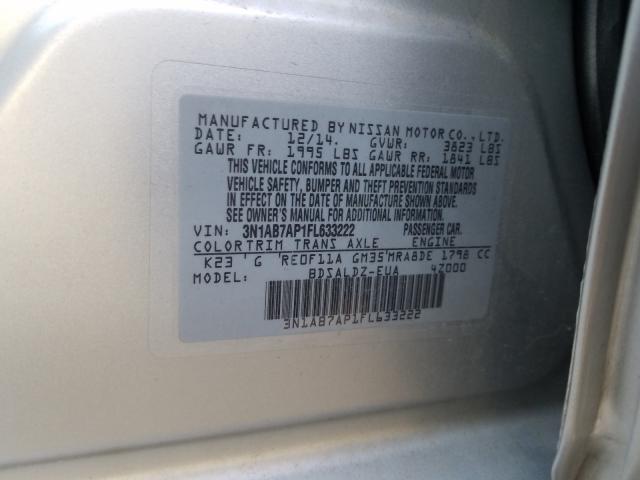 MANUFACTURED BY NISSAN MOTOR CO., LTD.
DATE: 12/14. GVWR: 3823 LBS
GAWR FR: 1995 LBS GAWR RR: 1841 LBS
THIS VEHICLE CONFORMS TO ALL APPLICABLE FEDERAL MOTOR
VEHICLE SAFETY, BUMPER AND THEFT PREVENTION STANDARDS
IN EFFECT ON THE DATE OF MANUFACTURE SHOWN ABOVE.
SEE OWNER'S MANUAL FOR ADDITIONAL INFORMATION.
VIN: 3N1AB7AP1FL633222 PASSENGER CAR.
COLOR TRIM TRANS AXLE ENGINE
K23 ' G 'RE0F11A GM35'MRA8DE 1798 CC
MODEL: BDSALDZ-EUA 4Z000
3N1AB7AP1FL633222